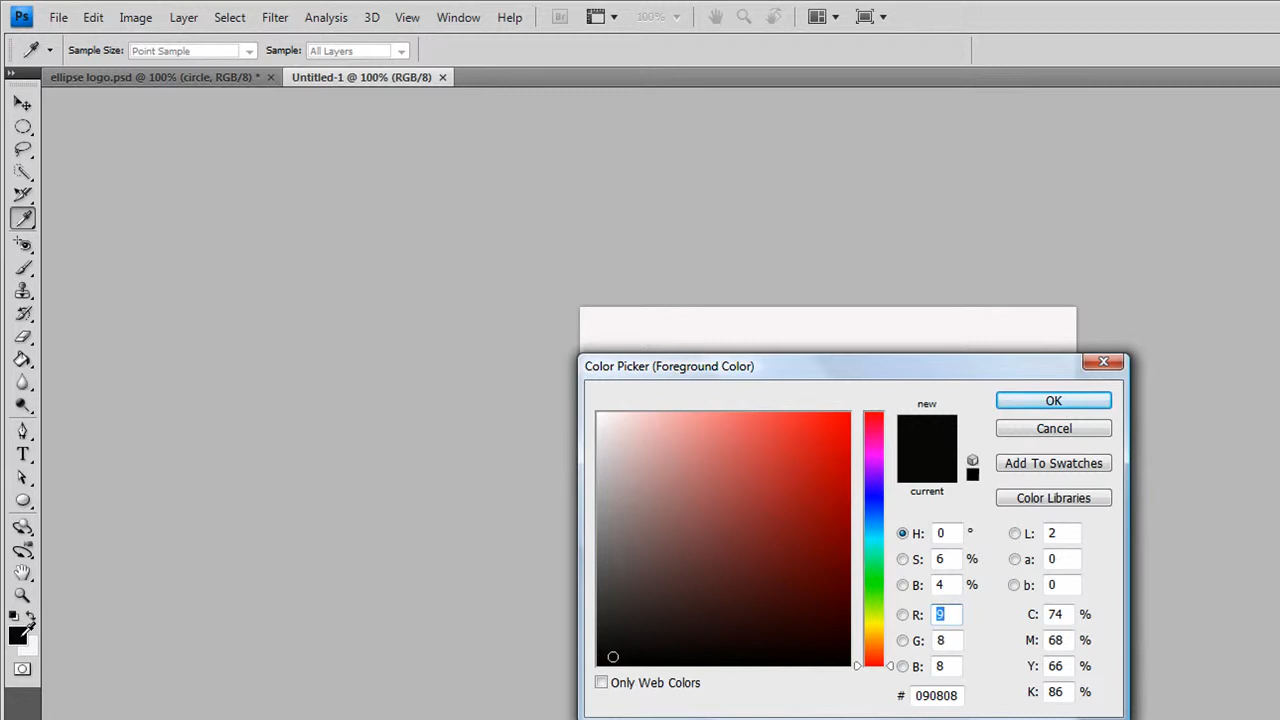 Ps File Edit Image Layer Select Filter Analysis 3D View Window Help Br 100%
Sample Size: Point Sample Sample: All Layers
ellipse logo.psd @ 100% (circle, RGB/8) * × Untitled-1 @ 100% (RGB/8) ×
Color Picker (Foreground Color)
new
OK
Cancel
Add To Swatches
current
Color Libraries
H: 0 ° L: 2
S: 6 % a: 0
B: 4 % b: 0
R: 9 C: 74 %
G: 8 M: 68 %
B: 8 Y: 66 %
Only Web Colors
# 090808 K: 86 %
T